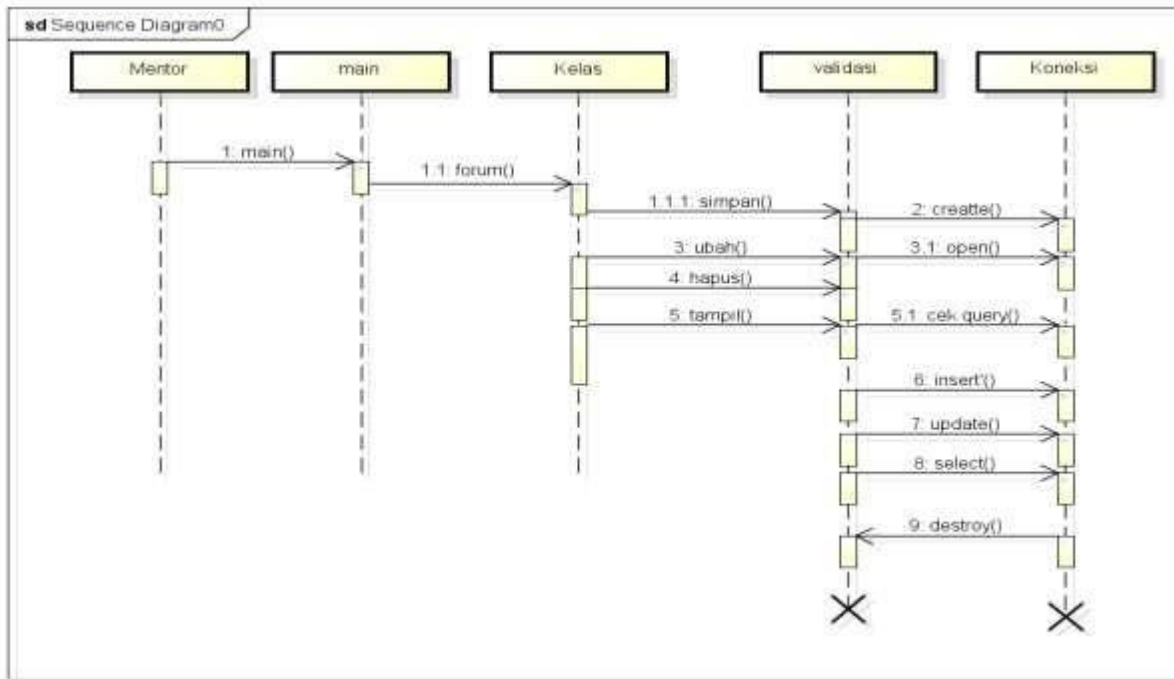 sd Sequence Diagram0
Mentor
main
Kelas
validasi
Koneksi
1: main()
1.1: forum()
1.1.1: simpan()
2: creatte()
3: ubah()
3.1: open()
4: hapus()
5: tampil()
5.1: cek query()
6: insert'()
7: update()
8: select()
9: destroy()